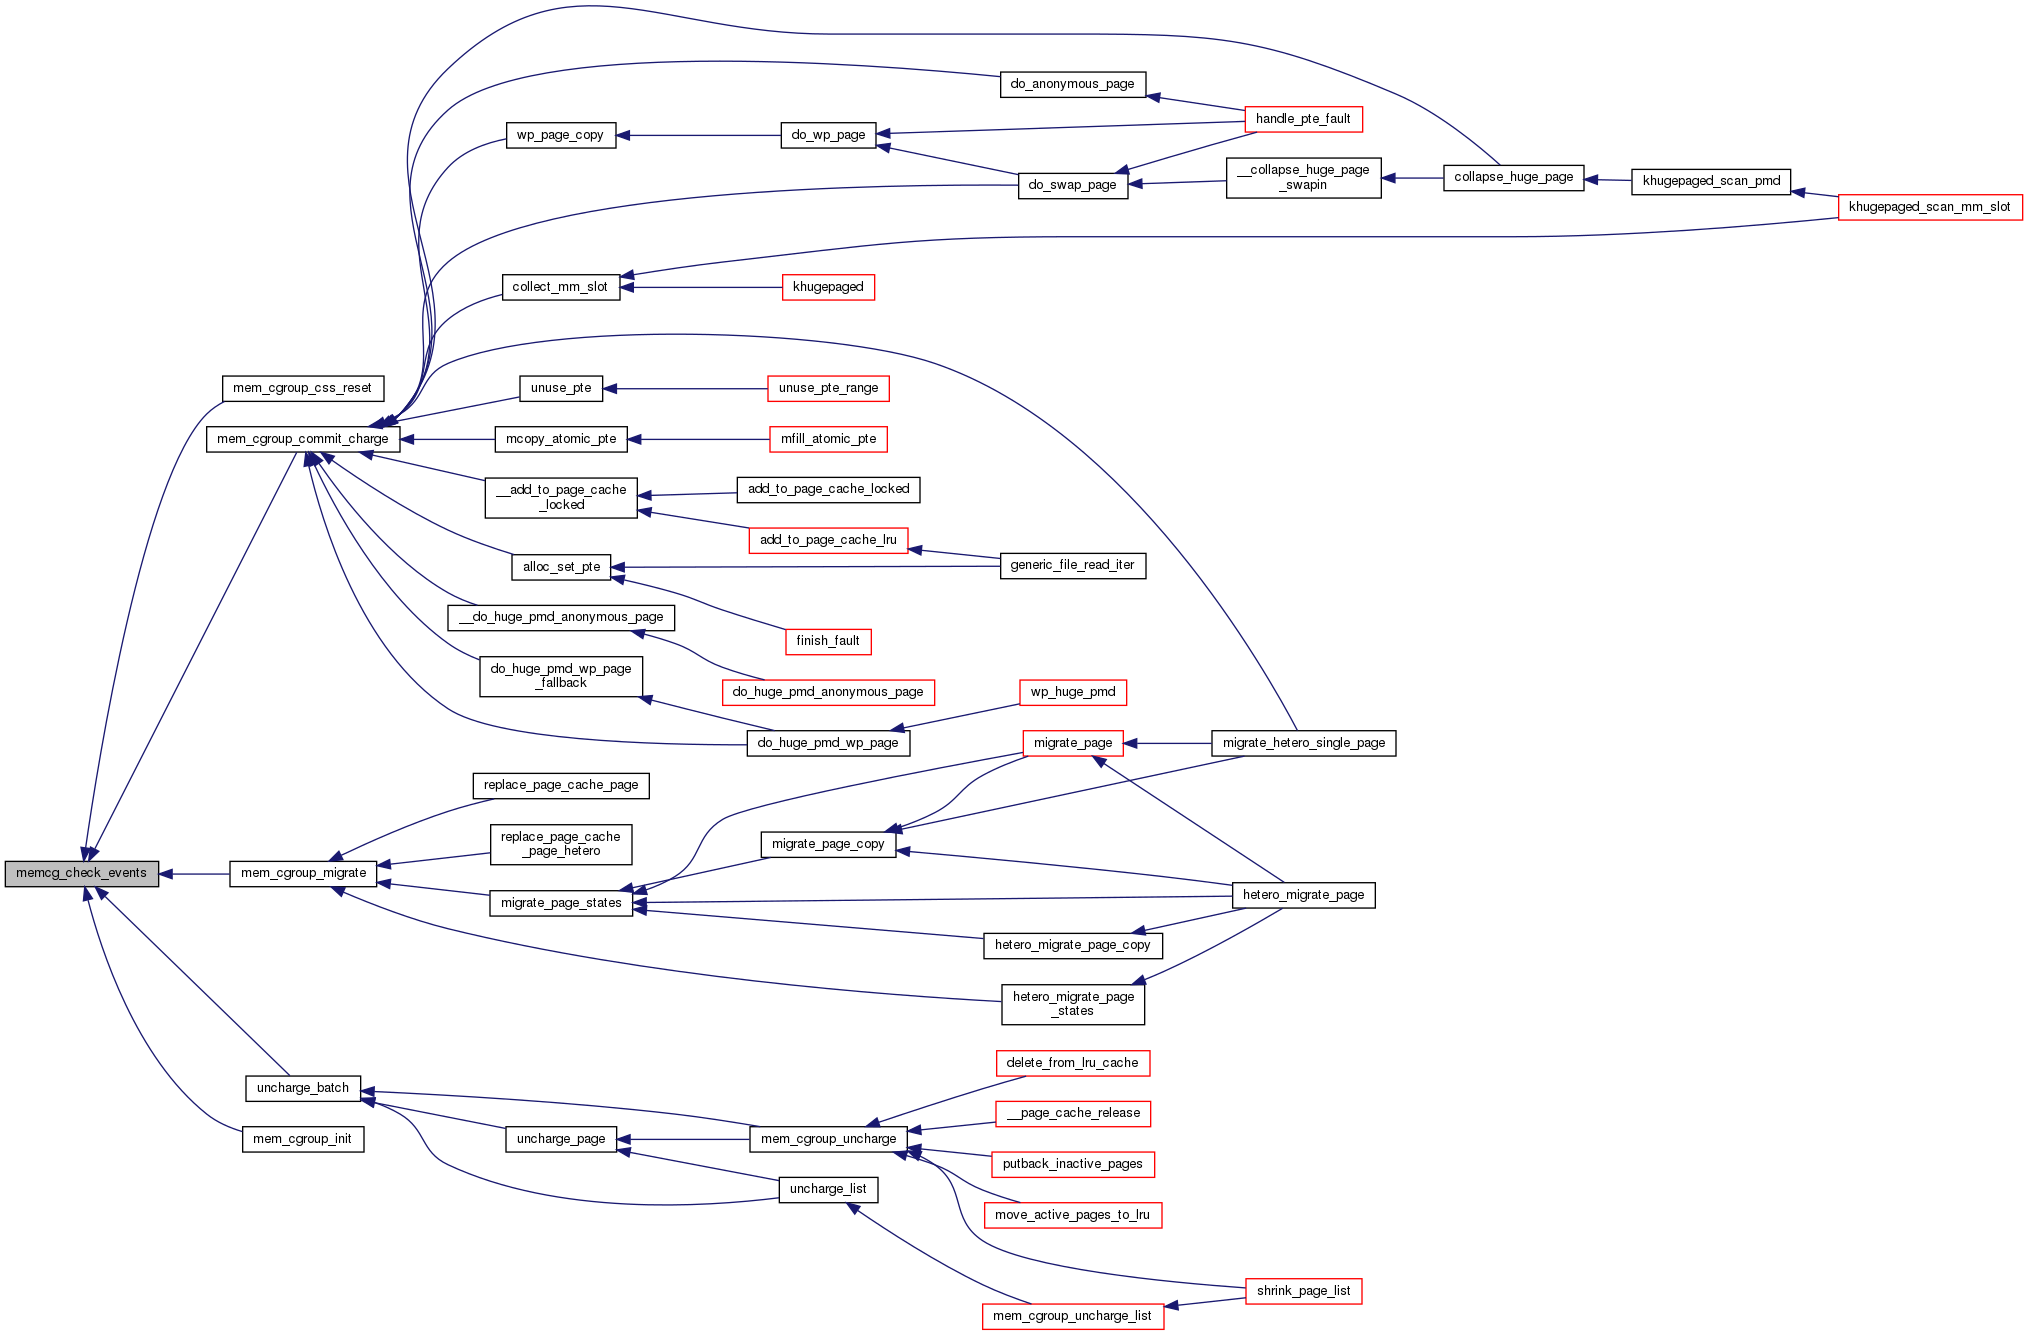 do_anonymous_page
handle_pte_fault
wp_page_copy
do_wp_page
__collapse_huge_page
_swapin
collapse_huge_page
khugepaged_scan_pmd
do_swap_page
khugepaged_scan_mm_slot
collect_mm_slot
khugepaged
mem_cgroup_css_reset
unuse_pte
unuse_pte_range
mem_cgroup_commit_charge
mcopy_atomic_pte
mfill_atomic_pte
__add_to_page_cache
_locked
add_to_page_cache_locked
add_to_page_cache_lru
alloc_set_pte
generic_file_read_iter
__do_huge_pmd_anonymous_page
finish_fault
do_huge_pmd_wp_page
_fallback
do_huge_pmd_anonymous_page
wp_huge_pmd
do_huge_pmd_wp_page
migrate_page
migrate_hetero_single_page
replace_page_cache_page
replace_page_cache
_page_hetero
migrate_page_copy
memcg_check_events
mem_cgroup_migrate
migrate_page_states
hetero_migrate_page
hetero_migrate_page_copy
hetero_migrate_page
_states
delete_from_lru_cache
uncharge_batch
__page_cache_release
mem_cgroup_init
uncharge_page
mem_cgroup_uncharge
putback_inactive_pages
uncharge_list
move_active_pages_to_lru
shrink_page_list
mem_cgroup_uncharge_list